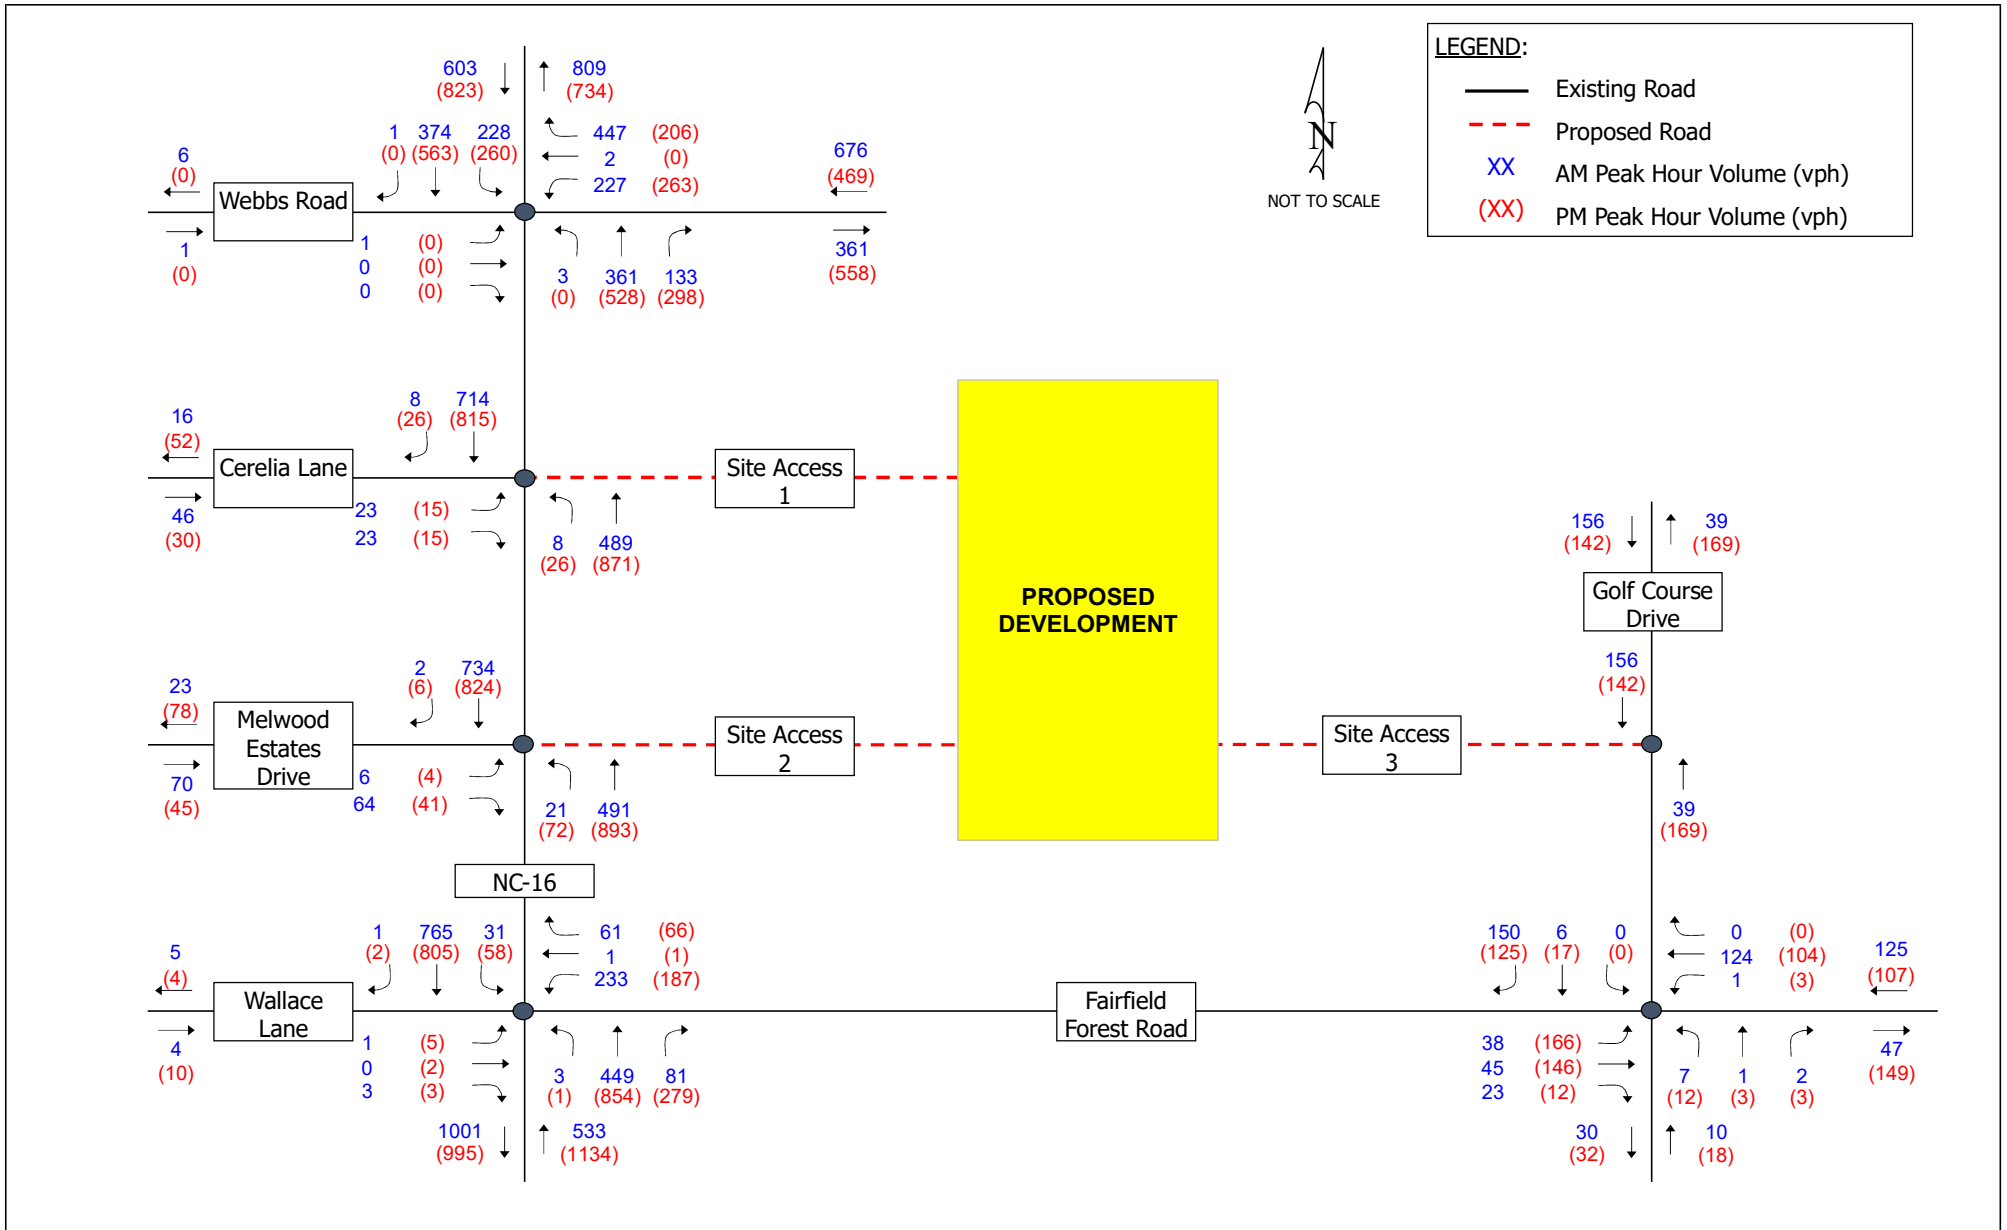 LEGEND:
Existing Road
Proposed Road
XX AM Peak Hour Volume (vph)
(XX) PM Peak Hour Volume (vph)
N
NOT TO SCALE
603 809
(823) (734)
1 374 228
(0) (563) (260)
447 (206)
2 (0)
227 (263)
676
(469)
6
(0)
Webbs Road
1
(0)
1 (0)
0 (0)
0 (0)
3 361 133
(0) (528) (298)
361
(558)
8 714
(26) (815)
16
(52)
Cerelia Lane
46
(30)
23 (15)
23 (15)
8 489
(26) (871)
Site Access
1
PROPOSED
DEVELOPMENT
156 39
(142) (169)
Golf Course
Drive
156
(142)
2 734
(6) (824)
23
(78)
Melwood
Estates
Drive
70
(45)
6 (4)
64 (41)
21 491
(72) (893)
Site Access
2
Site Access
3
39
(169)
NC-16
1 765 31
(2) (805) (58)
61 (66)
1 (1)
233 (187)
5
(4)
Wallace
Lane
4
(10)
1 (5)
0 (2)
3 (3)
3 449 81
(1) (854) (279)
1001 533
(995) (1134)
Fairfield
Forest Road
150 6 0
(125) (17) (0)
0 (0)
124 (104)
1 (3)
125
(107)
38 (166)
45 (146)
23 (12)
7 1 2
(12) (3) (3)
47
(149)
30 10
(32) (18)